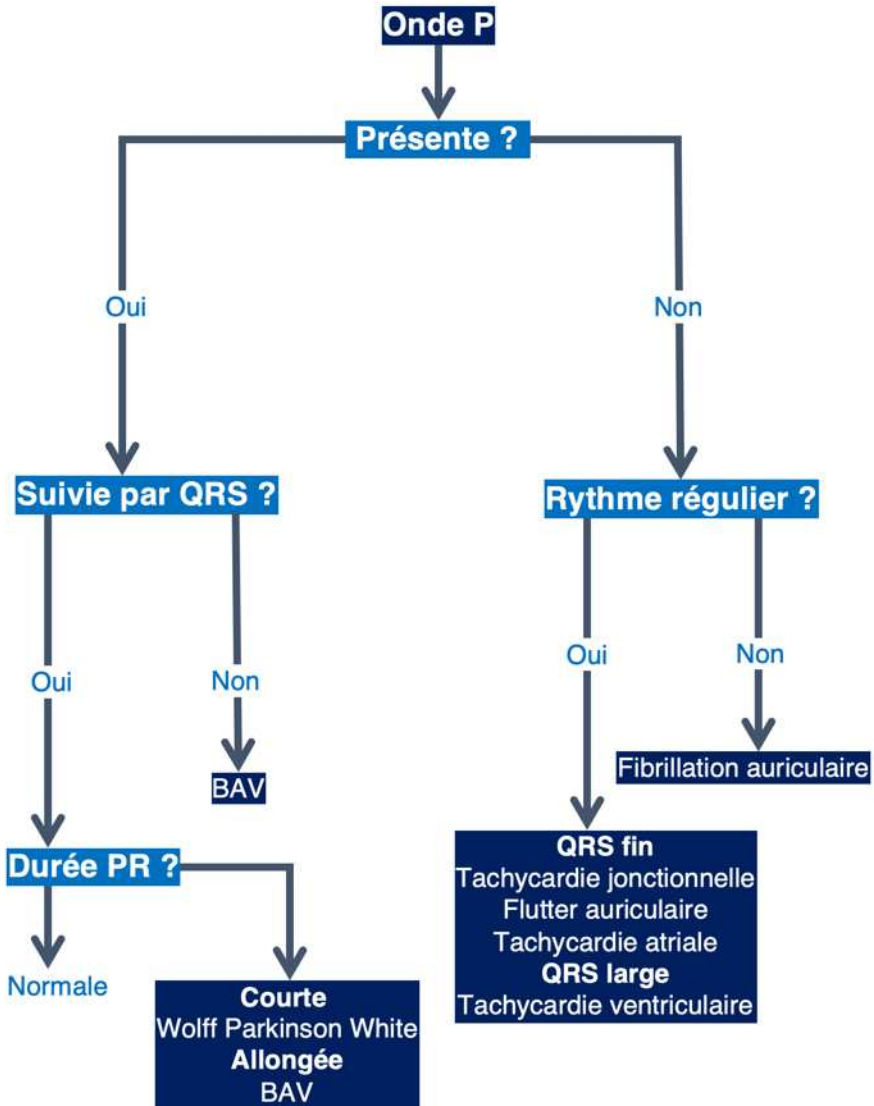 Onde P
Présente ?
Oui
Non
Suivie par QRS ?
Rythme régulier ?
Oui
Non
Oui
Non
BAV
Fibrillation auriculaire
Durée PR ?
QRS fin
Tachycardie jonctionnelle
Flutter auriculaire
Tachycardie atriale
QRS large
Tachycardie ventriculaire
Normale
Courte
Wolff Parkinson White
Allongée
BAV